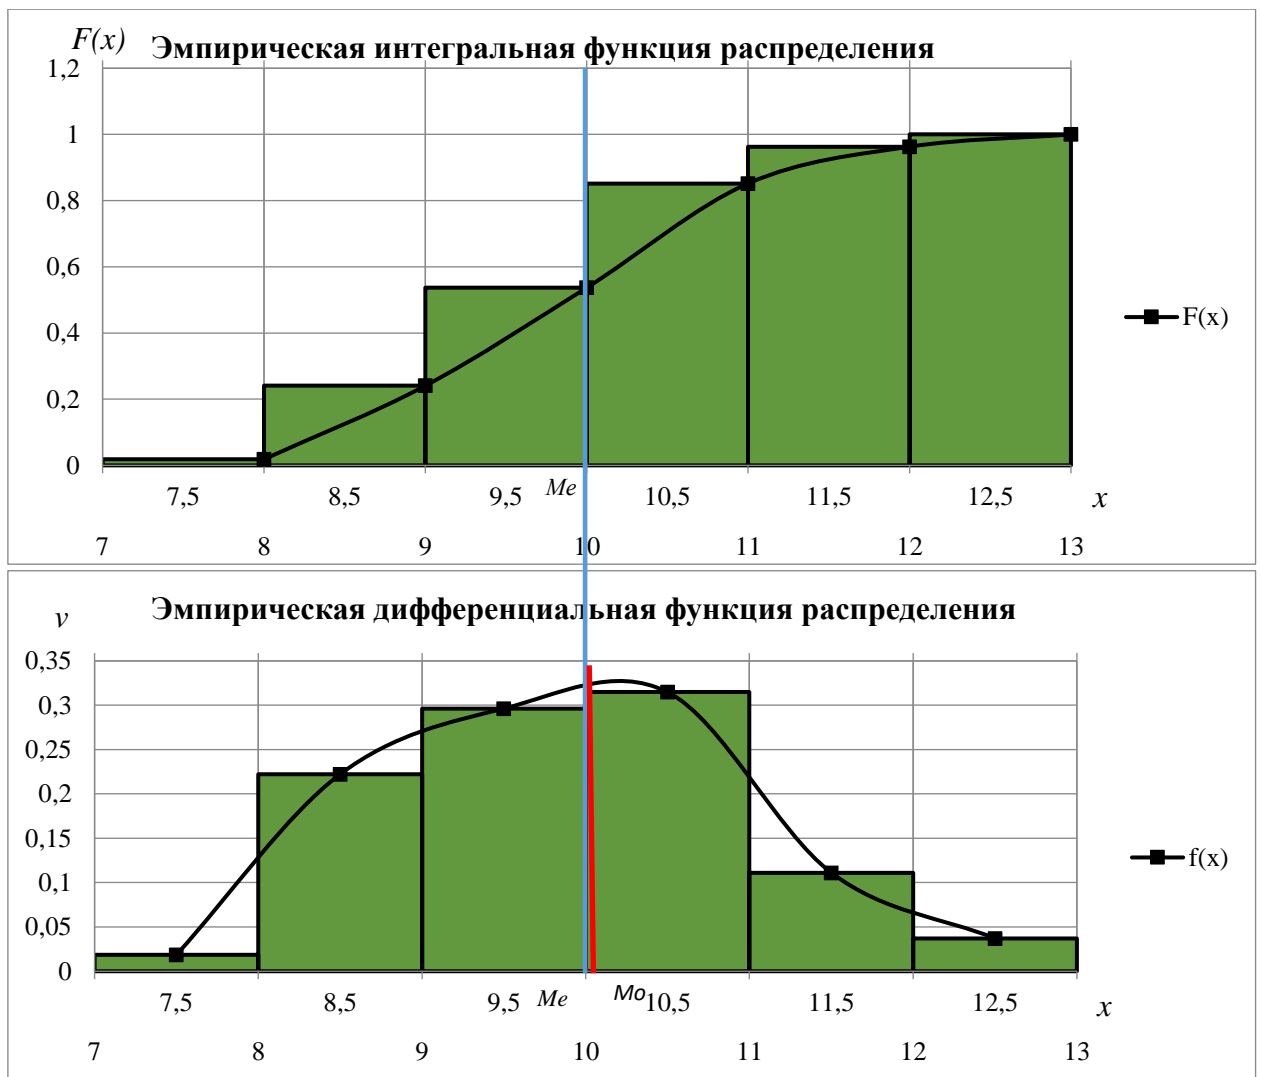 F(x) Эмпирическая интегральная функция распределения
1,2
1
0,8
0,6
0,4
0,2
0
F(x)
7,5 8,5 9,5 Me 10,5 11,5 12,5 x
7 8 9 10 11 12 13
v Эмпирическая дифференциальная функция распределения
0,35
0,3
0,25
0,2
0,15
0,1
0,05
0
f(x)
7,5 8,5 9,5 Me Mo 10,5 11,5 12,5 x
7 8 9 10 11 12 13